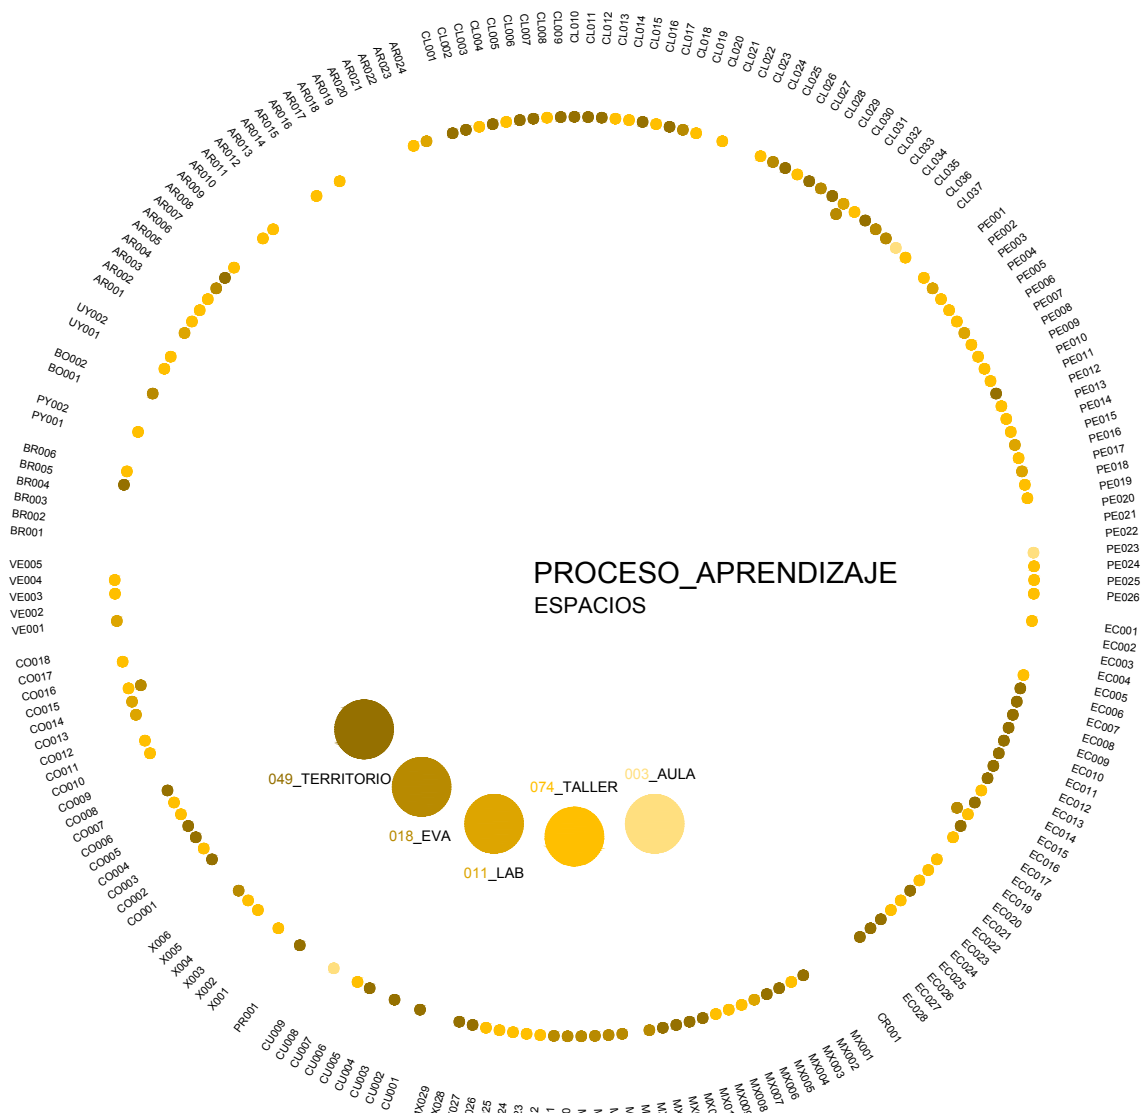 CL001
CL002
CL003
CL004
CL005
CL006
CL007
CL008
CL009
CL010
CL011
CL012
CL013
CL014
CL015
CL016
CL017
CL018
CL019
CL020
CL021
CL022
CL023
CL024
CL025
CL026
CL027
CL028
CL029
CL030
CL031
CL032
CL033
CL034
CL035
CL036
CL037
PE001
PE002
PE003
PE004
PE005
PE006
PE007
PE008
PE009
PE010
PE011
PE012
PE013
PE014
PE015
PE016
PE017
PE018
PE019
PE020
PE021
PE022
PE023
PE024
PE025
PE026
EC001
EC002
EC003
EC004
EC005
EC006
EC007
EC008
EC009
EC010
EC011
EC012
EC013
EC014
EC015
EC016
EC017
EC018
EC019
EC020
EC021
EC022
EC023
EC024
EC025
EC026
EC027
EC028
CR001
MX001
MX002
MX003
MX004
MX005
MX006
MX007
MX008
CU001
CU002
CU003
CU004
CU005
CU006
CU007
CU008
CU009
PR001
X001
X002
X003
X004
X005
X006
CO001
CO002
CO003
CO004
CO005
CO006
CO007
CO008
CO009
CO010
CO011
CO012
CO013
CO014
CO015
CO016
CO017
CO018
VE001
VE002
VE003
VE004
VE005
BR001
BR002
BR003
BR004
BR005
BR006
PY001
PY002
BO001
BO002
UY001
UY002
AR001
AR002
AR003
AR004
AR005
AR006
AR007
AR008
AR009
AR010
AR011
AR012
AR013
AR014
AR015
AR016
AR017
AR018
AR019
AR020
AR021
AR022
AR023
AR024
PROCESO_APRENDIZAJE
ESPACIOS
049_TERRITORIO
018_EVA
011_LAB
074_TALLER
003_AULA